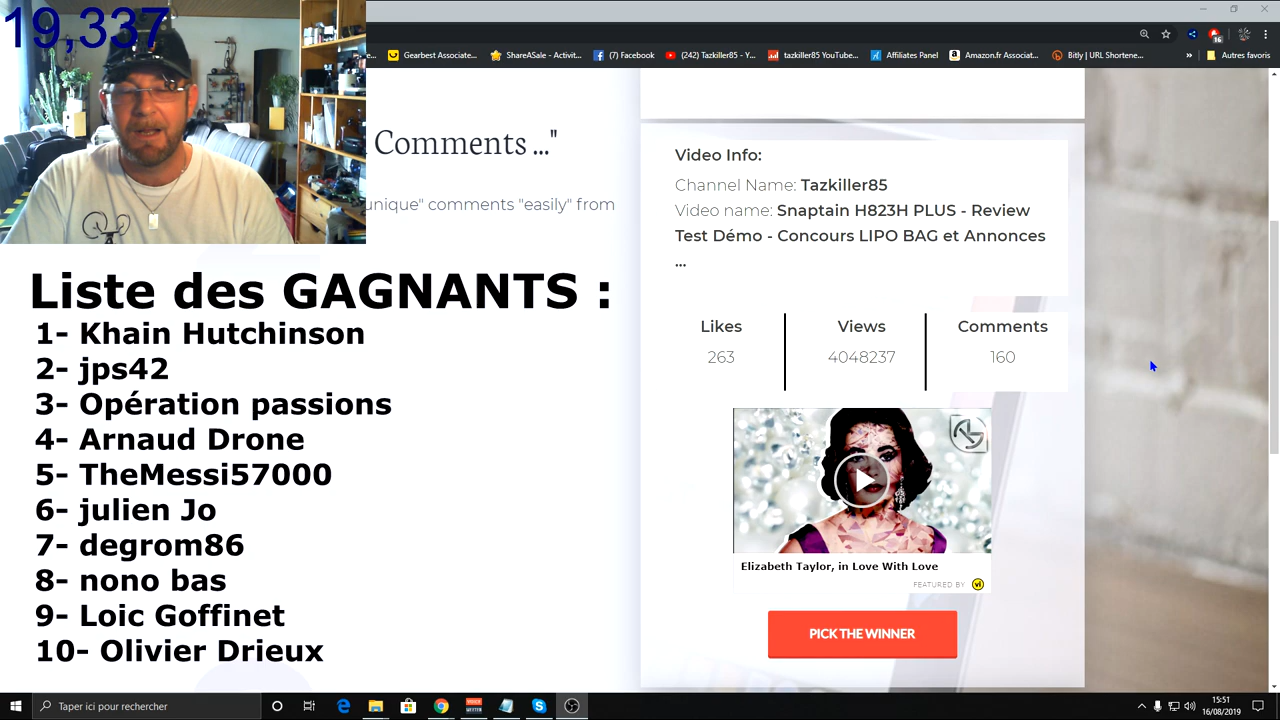 19,337
Gearbest Associate...
ShareASale - Activit...
(7) Facebook
(242) Tazkiller85 - Y...
tazkiller85 YouTube...
Affiliates Panel
Amazon.fr Associat...
Bitly | URL Shortene...
»
Autres favoris
16
Comments ..."
unique" comments "easily" from
Video Info:
Channel Name: Tazkiller85
Video name: Snaptain H823H PLUS - Review
Test Démo - Concours LIPO BAG et Annonces
...
Likes
Views
Comments
263
4048237
160
Elizabeth Taylor, in Love With Love
FEATURED BY vi
PICK THE WINNER
Liste des GAGNANTS :
1- Khain Hutchinson
2- jps42
3- Opération passions
4- Arnaud Drone
5- TheMessi57000
6- julien Jo
7- degrom86
8- nono bas
9- Loic Goffinet
10- Olivier Drieux
Taper ici pour rechercher
15:51
16/08/2019